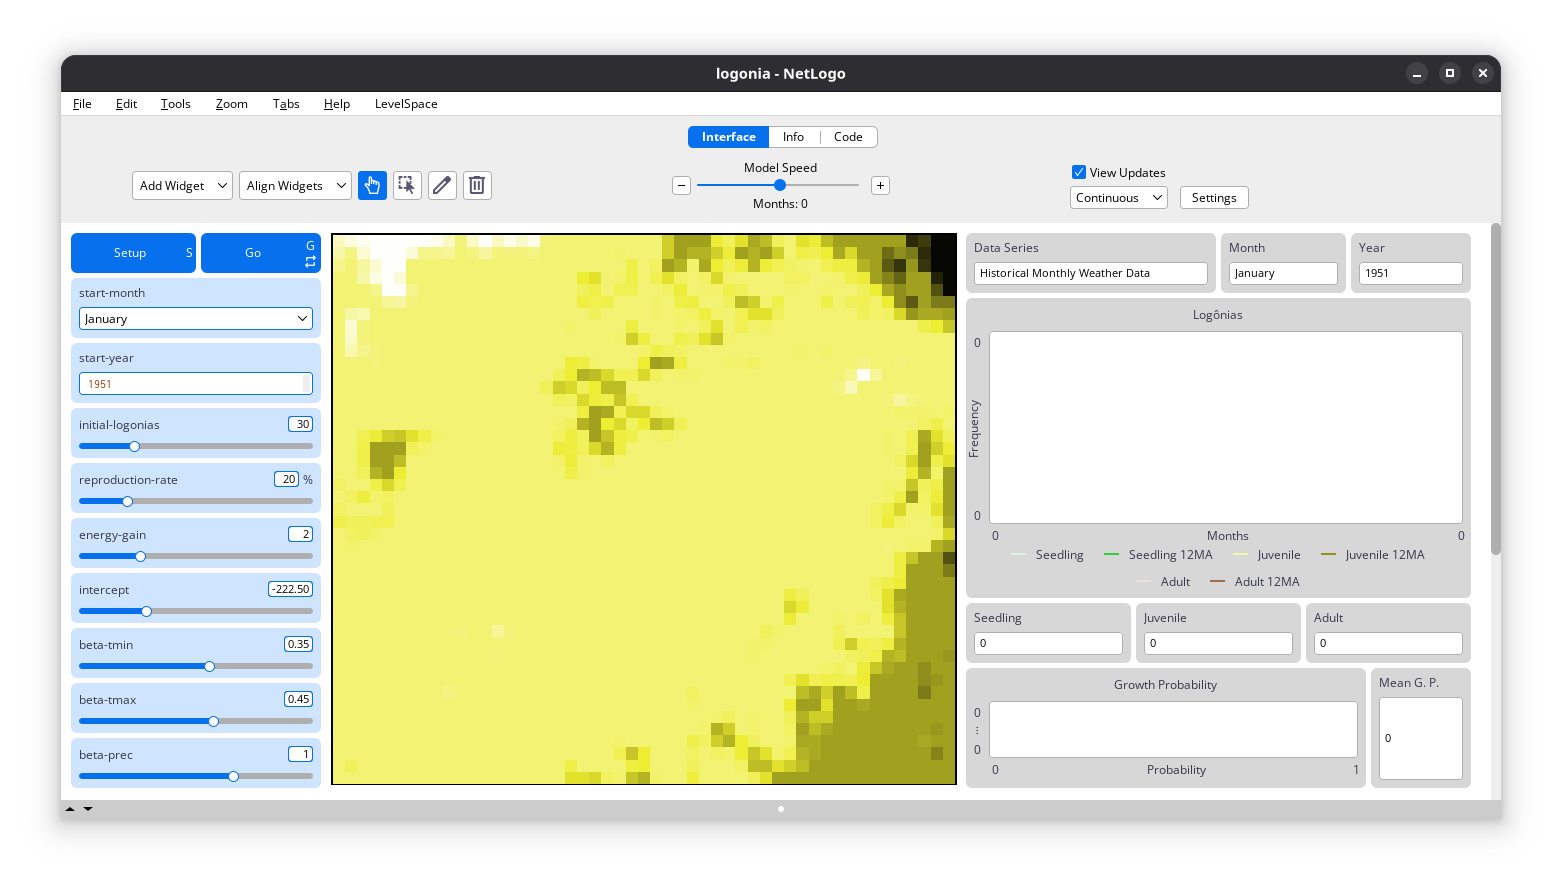 logonia - NetLogo
File Edit Tools Zoom Tabs Help LevelSpace
Interface Info Code
Add Widget Align Widgets
Model Speed
Months: 0
View Updates
Continuous Settings
Setup S
Go G
start-month
January
start-year
1951
initial-logonias 30
reproduction-rate 20 %
energy-gain 2
intercept -222.50
beta-tmin 0.35
beta-tmax 0.45
beta-prec 1
Data Series
Historical Monthly Weather Data
Month
January
Year
1951
Logônias
0
Frequency
0
0 Months 0
Seedling Seedling 12MA Juvenile Juvenile 12MA
Adult Adult 12MA
Seedling
0
Juvenile
0
Adult
0
Growth Probability
0
0
0 Probability 1
Mean G. P.
0